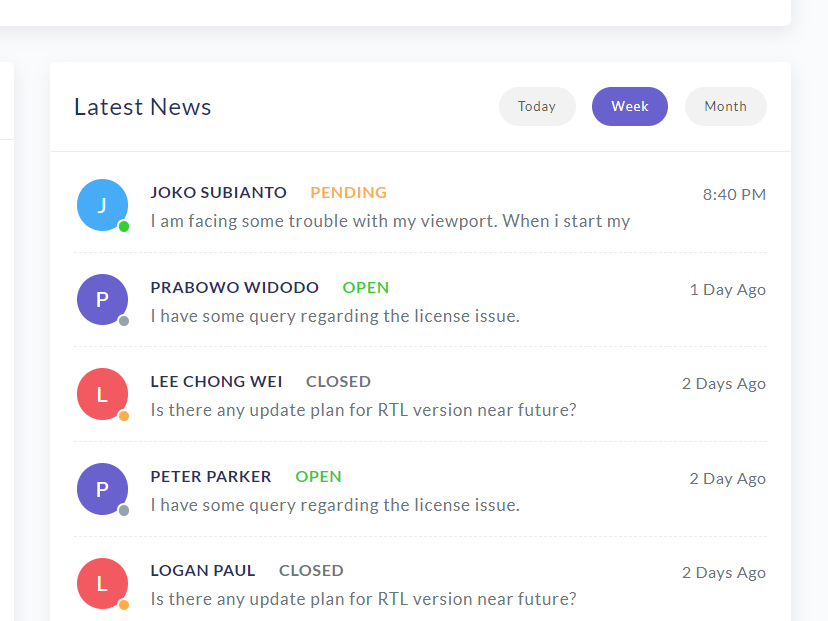 Latest News
Today Week Month
J JOKO SUBIANTO PENDING 8:40 PM
I am facing some trouble with my viewport. When i start my
P PRABOWO WIDODO OPEN 1 Day Ago
I have some query regarding the license issue.
L LEE CHONG WEI CLOSED 2 Days Ago
Is there any update plan for RTL version near future?
P PETER PARKER OPEN 2 Day Ago
I have some query regarding the license issue.
L LOGAN PAUL CLOSED 2 Days Ago
Is there any update plan for RTL version near future?